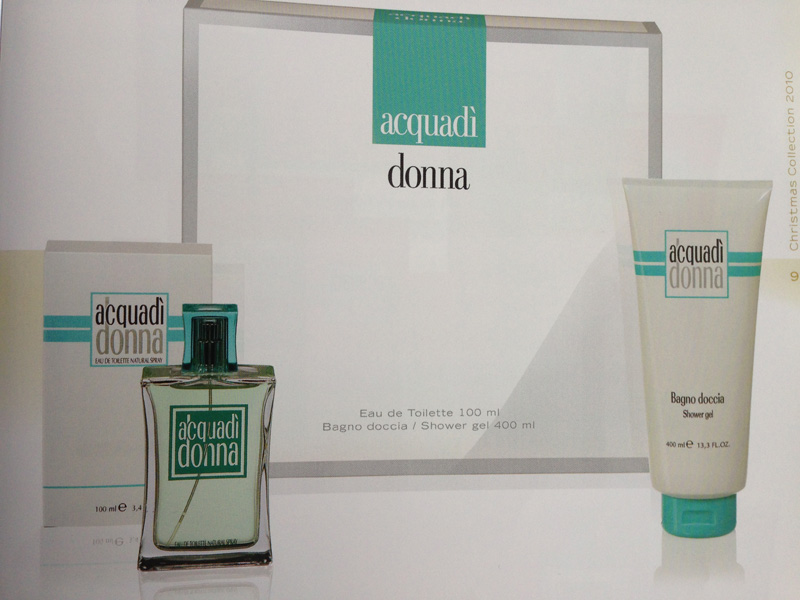 acquadì
donna
Eau de Toilette 100 ml
Bagno doccia / Shower gel 400 ml
acquadì
donna
EAU DE TOILETTE NATURAL SPRAY
100 ml e 3,4
acquadì
donna
EAU DE TOILETTE NATURAL SPRAY
acquadì
donna
Bagno doccia
Shower gel
400 ml e 13,3 FL.OZ.
Christmas Collection 2010
9